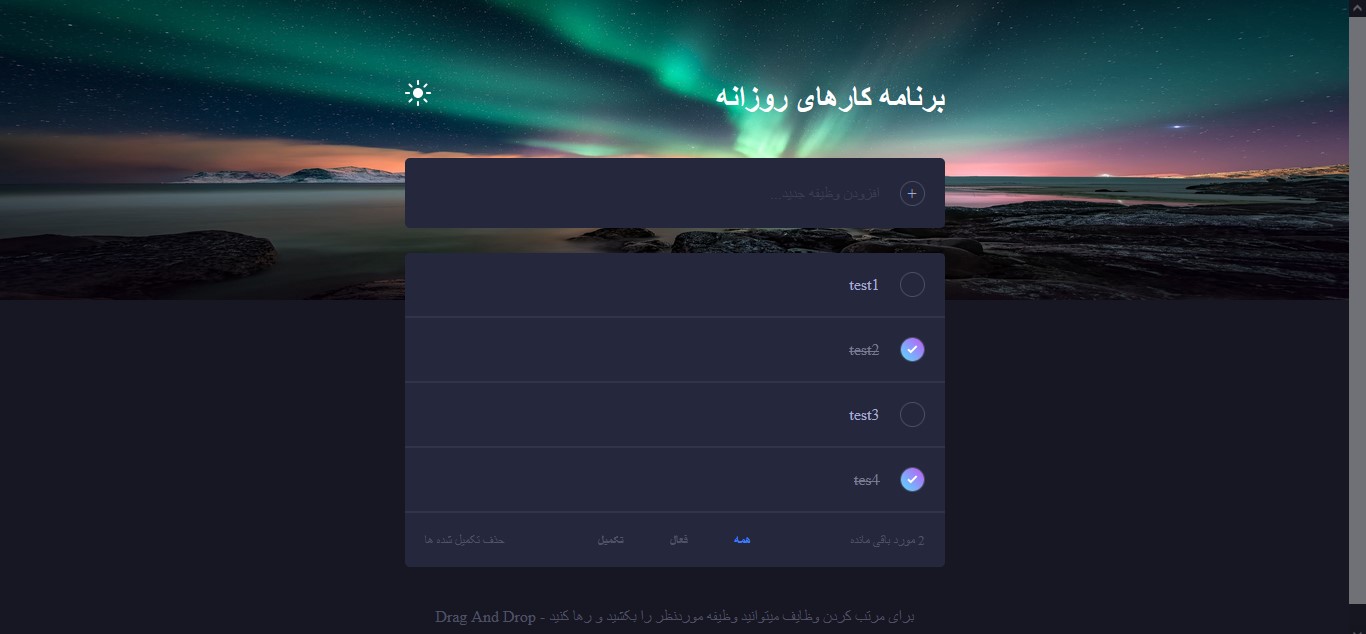 برنامه کارهای روزانه
افزودن وظیفه جدید...
test1
test2
test3
tes4
2 مورد باقی مانده
همه
فعال
تکمیل
حذف تکمیل شده ها
برای مرتب کردن وظایف میتوانید وظیفه موردنظر را بکشید و رها کنید - Drag And Drop